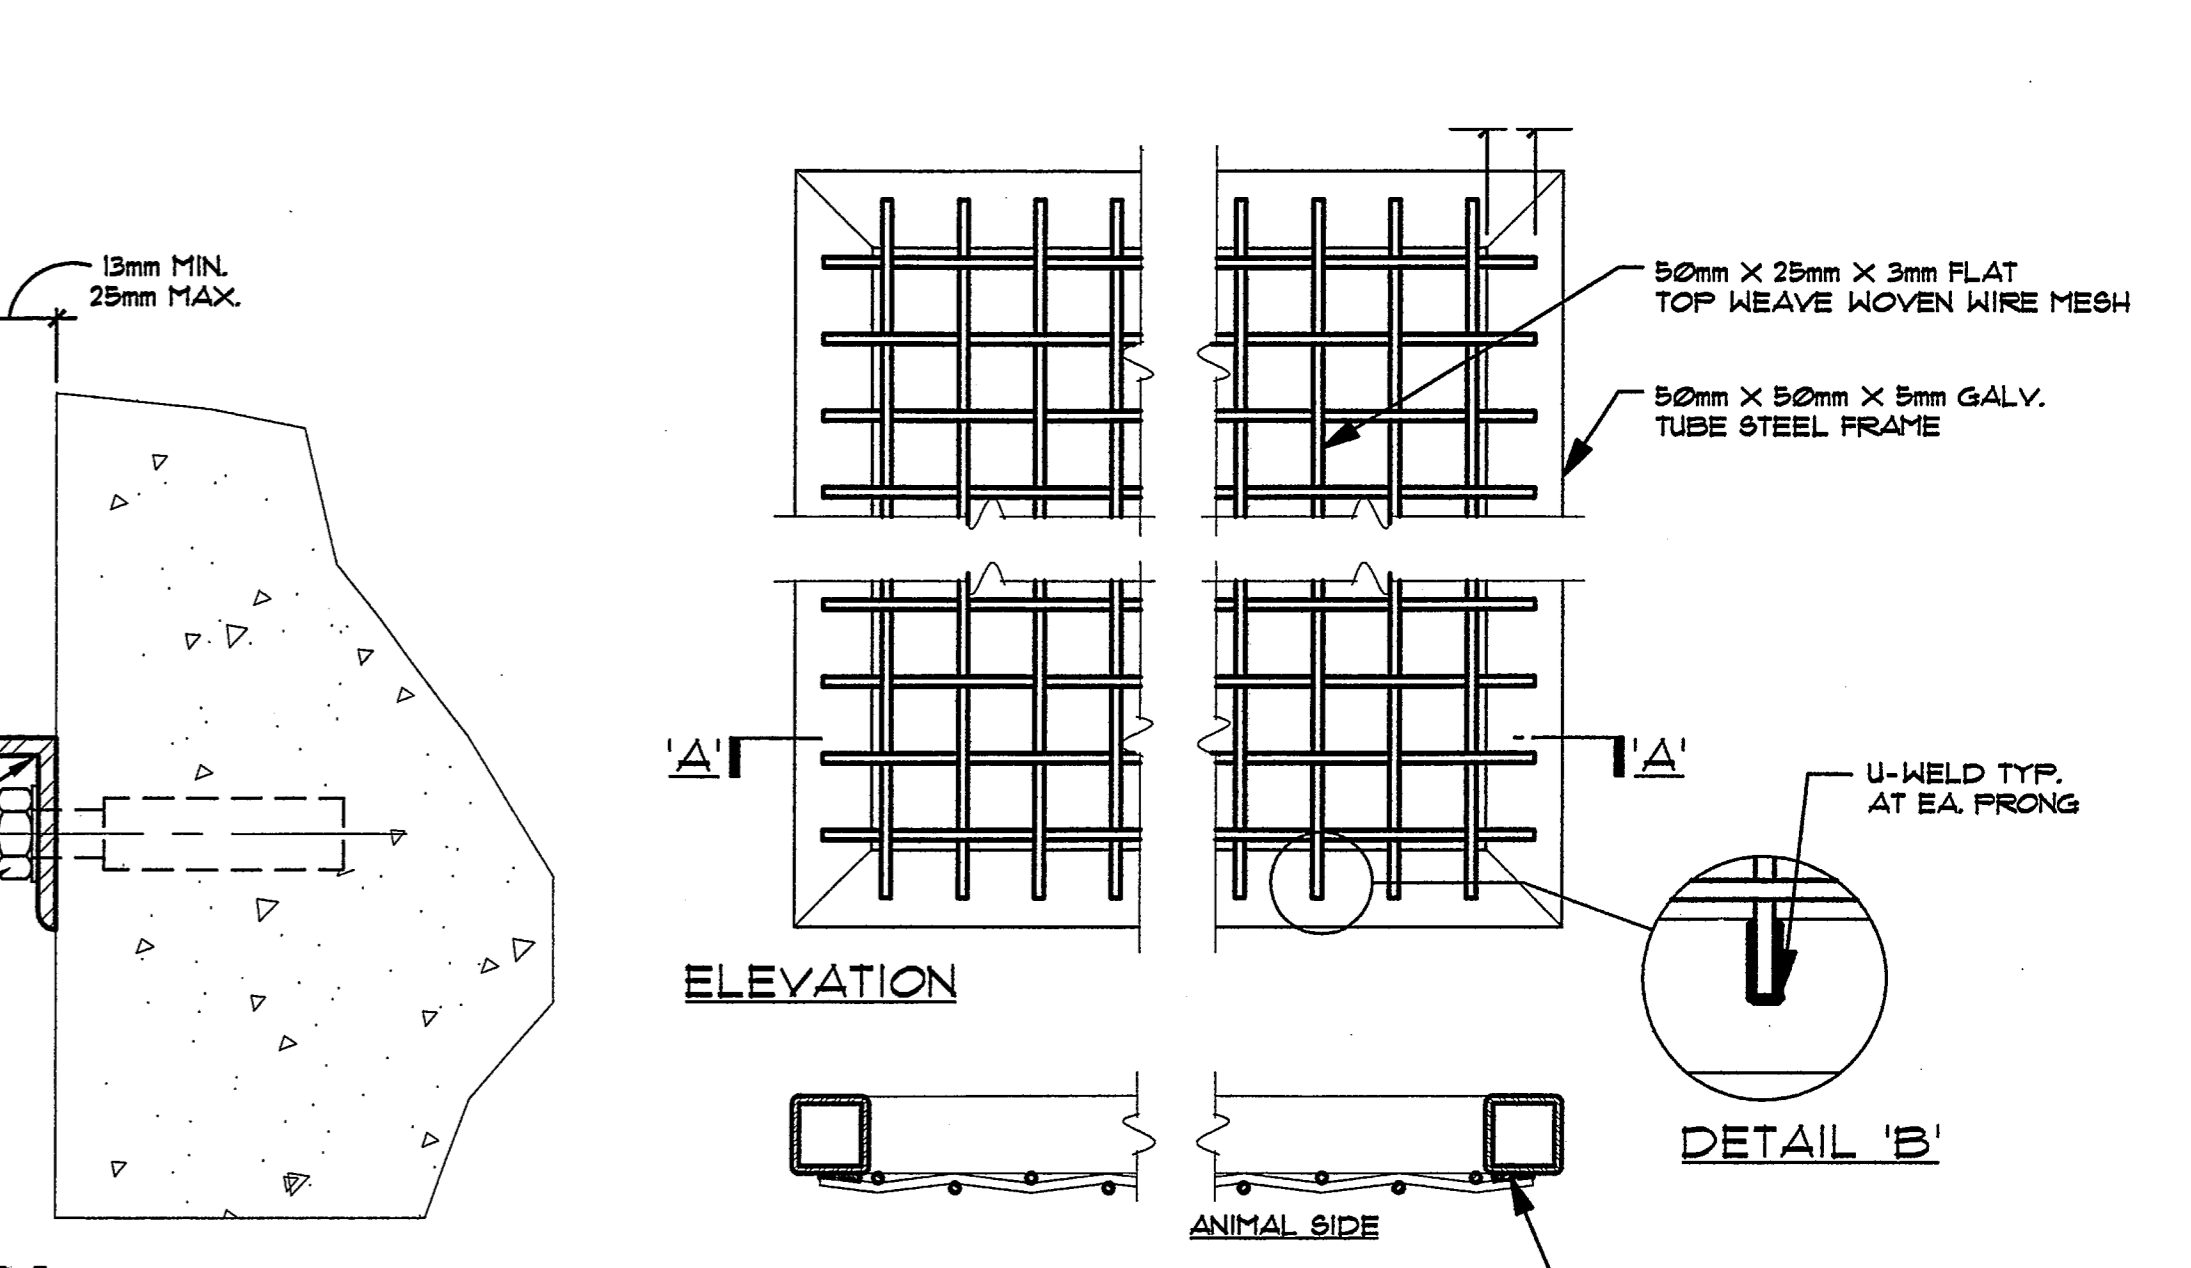 13mm MIN.
25mm MAX.
50mm X 25mm X 3mm FLAT
TOP WEAVE WOVEN WIRE MESH
50mm X 50mm X 5mm GALV.
TUBE STEEL FRAME
'A'
'A'
U-WELD TYP.
AT EA. PRONG
ELEVATION
DETAIL 'B'
ANIMAL SIDE